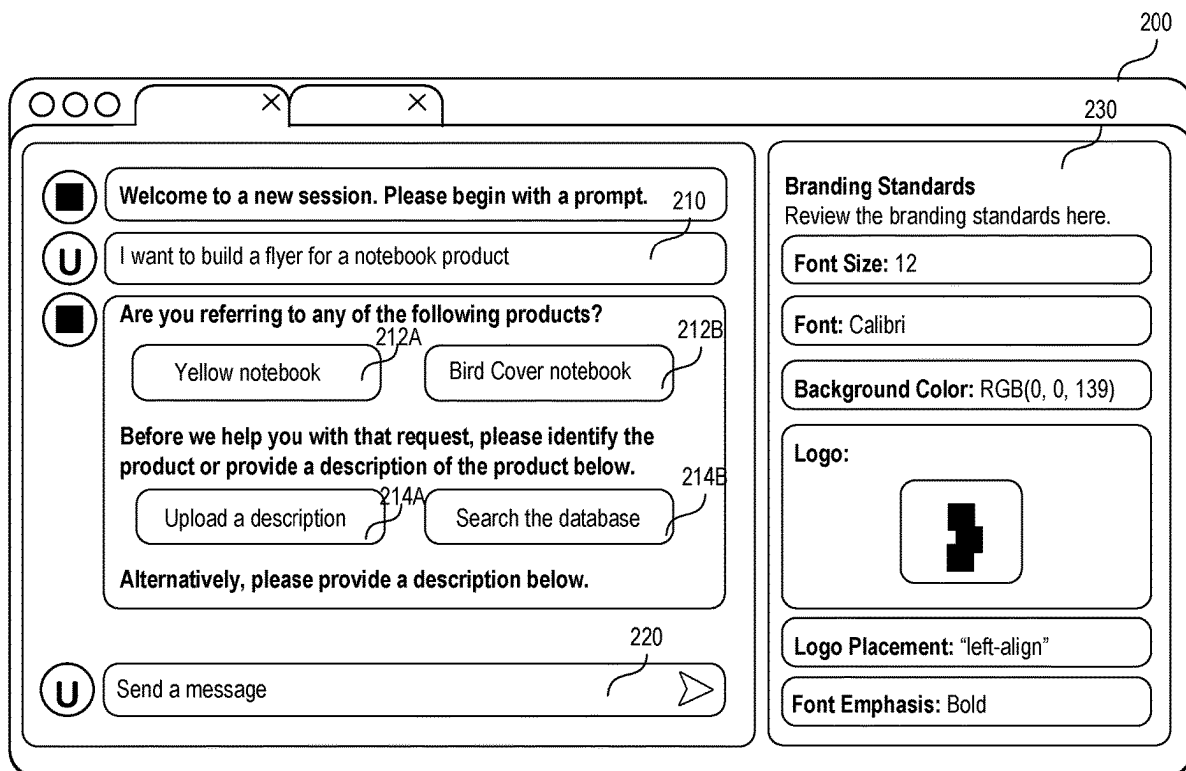 200
230
Welcome to a new session. Please begin with a prompt.
210
U
I want to build a flyer for a notebook product
Are you referring to any of the following products?
212A
212B
Yellow notebook
Bird Cover notebook
Before we help you with that request, please identify the
product or provide a description of the product below.
214A
214B
Upload a description
Search the database
Alternatively, please provide a description below.
220
U
Send a message
Branding Standards
Review the branding standards here.
Font Size: 12
Font: Calibri
Background Color: RGB(0, 0, 139)
Logo:
Logo Placement: “left-align”
Font Emphasis: Bold